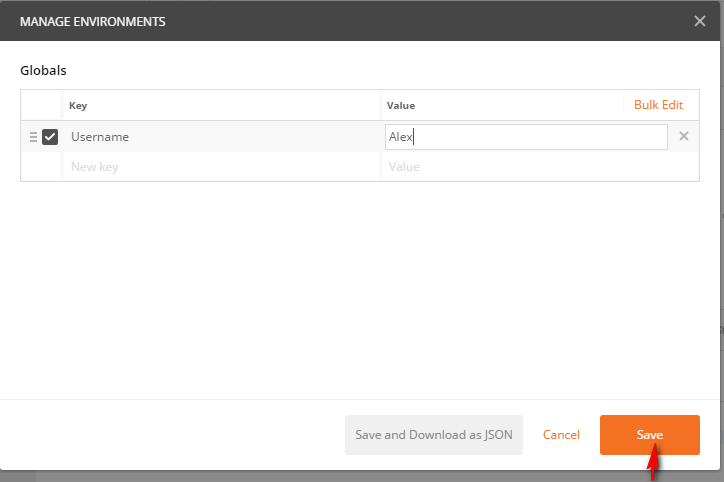 MANAGE ENVIRONMENTS
Globals
Key Value Bulk Edit
Username Alex
New key Value
Save and Download as JSON Cancel Save